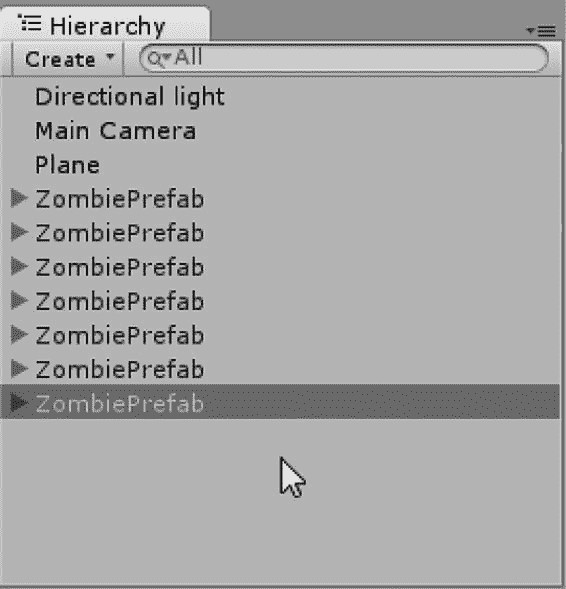 Hierarchy
Create
All
Directional light
Main Camera
Plane
ZombiePrefab
ZombiePrefab
ZombiePrefab
ZombiePrefab
ZombiePrefab
ZombiePrefab
ZombiePrefab